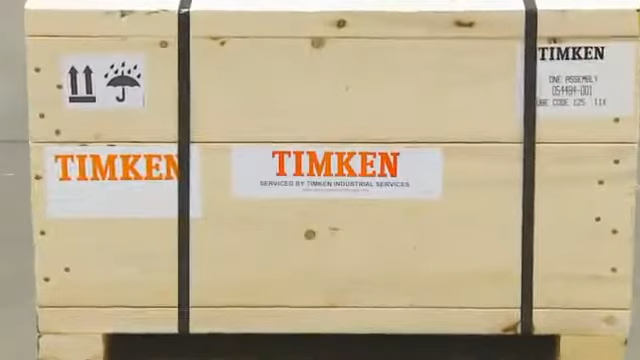 TIMKEN
ONE ASSEMBLY
TIMKEN
TIMKEN
SERVICED BY TIMKEN INDUSTRIAL SERVICES